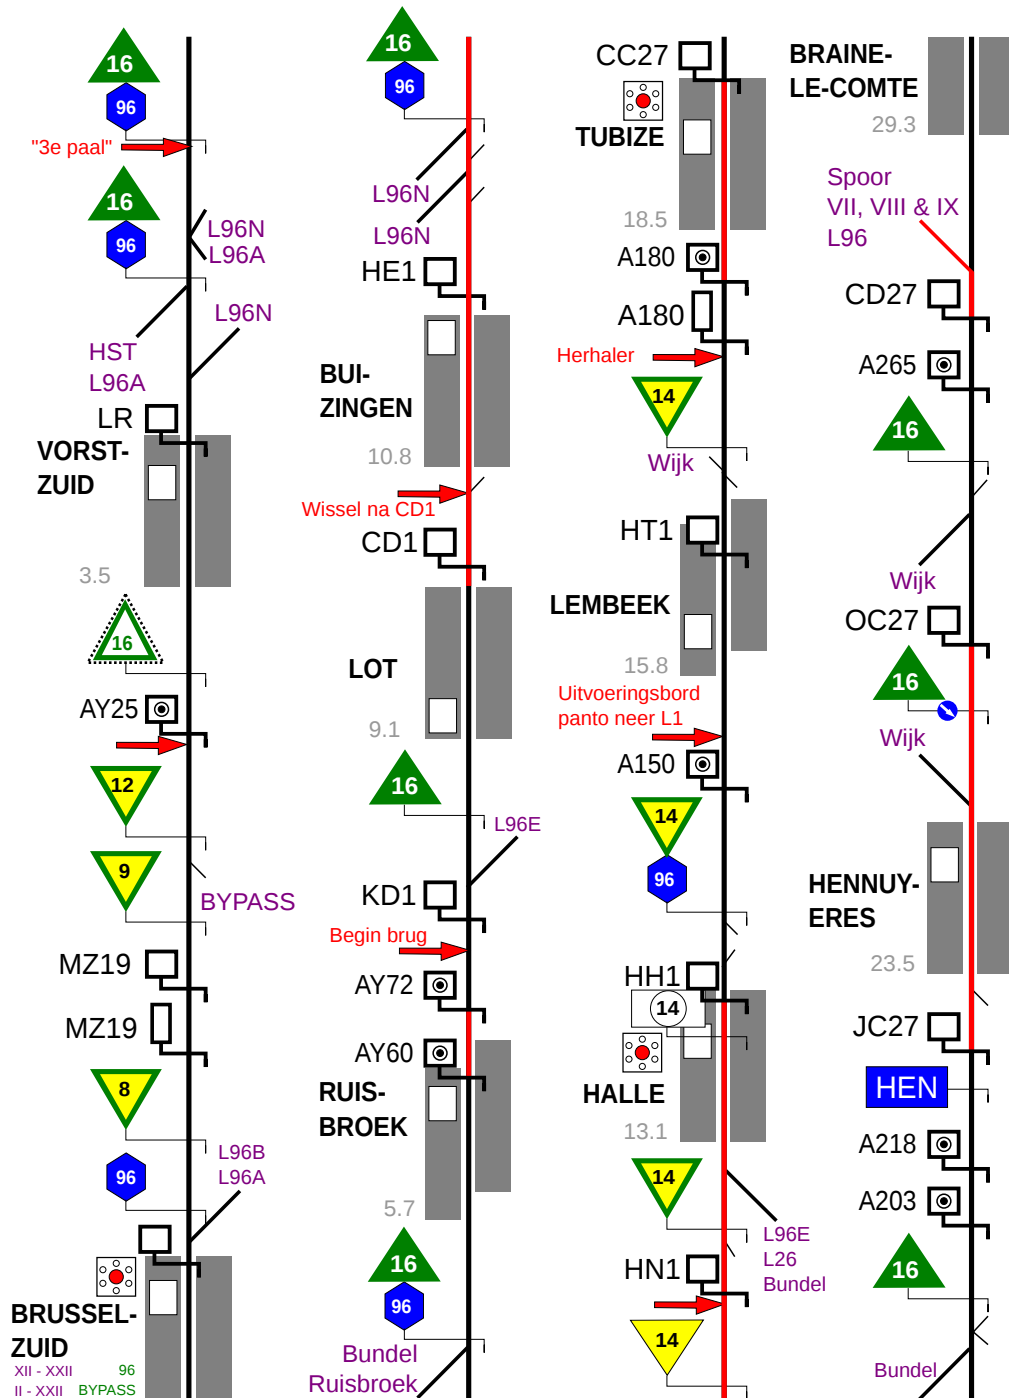 16
96
"3e paal"
16
96
L96N
L96A
L96N
HST
L96A
LR
VORST-
ZUID
3.5
16
AY25
12
9
BYPASS
MZ19
MZ19
8
L96B
L96A
96
BRUSSEL-
ZUID
XII - XXII 96
II - XXII BYPASS
16
96
L96N
L96N
HE1
BUI-
ZINGEN
10.8
Wissel na CD1
CD1
LOT
9.1
16
L96E
KD1
Begin brug
AY72
AY60
RUIS-
BROEK
5.7
16
96
Bundel
Ruisbroek
CC27
TUBIZE
18.5
A180
A180
Herhaler
14
Wijk
HT1
LEMBEEK
15.8
Uitvoeringsbord
panto neer L1
A150
14
96
HH1
14
HALLE
13.1
14
L96E
L26
Bundel
HN1
14
BRAINE-
LE-COMTE
29.3
Spoor
VII, VIII & IX
L96
CD27
A265
16
Wijk
OC27
16
Wijk
HENNUY-
ERES
23.5
JC27
HEN
A218
A203
16
Bundel